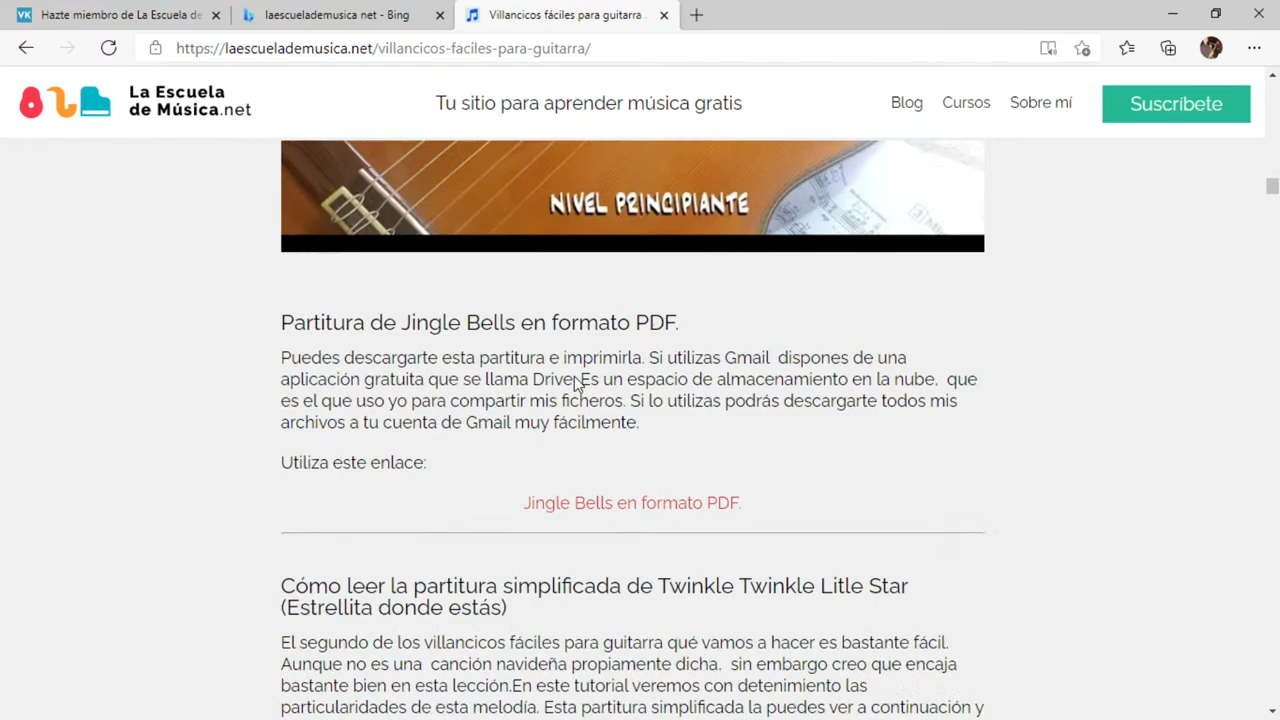 Hazte miembro de La Escuela de
laescuelademusica net - Bing
Villancicos fáciles para guitarra
https://laescuelademusica.net/villancicos-faciles-para-guitarra/
La Escuela
de Música.net
Tu sitio para aprender música gratis
Blog
Cursos
Sobre mí
Suscríbete
NIVEL PRINCIPIANTE
Partitura de Jingle Bells en formato PDF.
Puedes descargarte esta partitura e imprimirla. Si utilizas Gmail dispones de una
aplicación gratuita que se llama Drive.Es un espacio de almacenamiento en la nube, que
es el que uso yo para compartir mis ficheros. Si lo utilizas podrás descargarte todos mis
archivos a tu cuenta de Gmail muy fácilmente.
Utiliza este enlace:
Jingle Bells en formato PDF.
Cómo leer la partitura simplificada de Twinkle Twinkle Litle Star
(Estrellita donde estás)
El segundo de los villancicos fáciles para guitarra qué vamos a hacer es bastante fácil.
Aunque no es una canción navideña propiamente dicha, sin embargo creo que encaja
bastante bien en esta lección.En este tutorial veremos con detenimiento las
particularidades de esta melodía. Esta partitura simplificada la puedes ver a continuación y